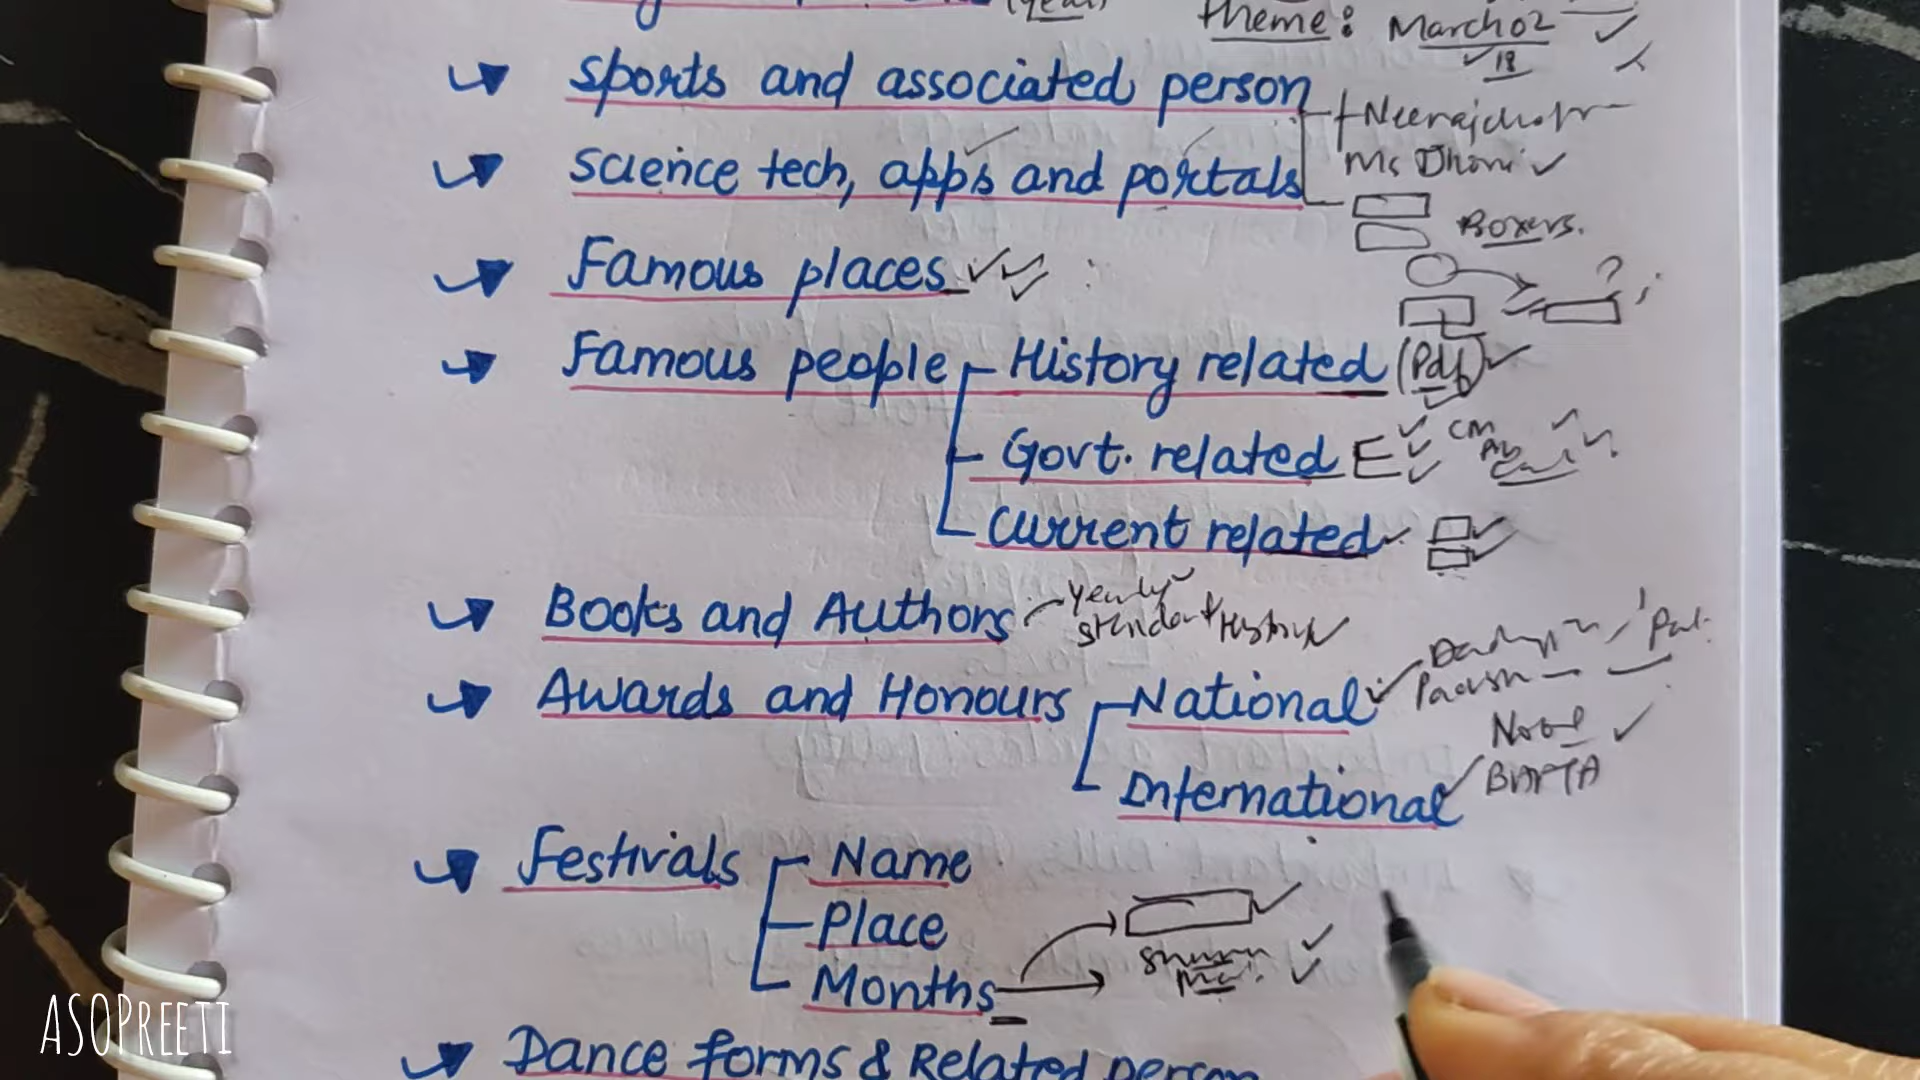 theme: March 02
18
sports and associated person
Neeraj chopr
Ms Dhoni
science tech, apps and portals
Boxers.
Famous places
?
Famous people
History related (Pdf)
Govt. related
CM
Current related
Books and Authors
yearly
Awards and Honours
National
Nobel
International
BAFTA
Festivals
Name
Place
Months
Dance forms & Related person
ASOPREETI